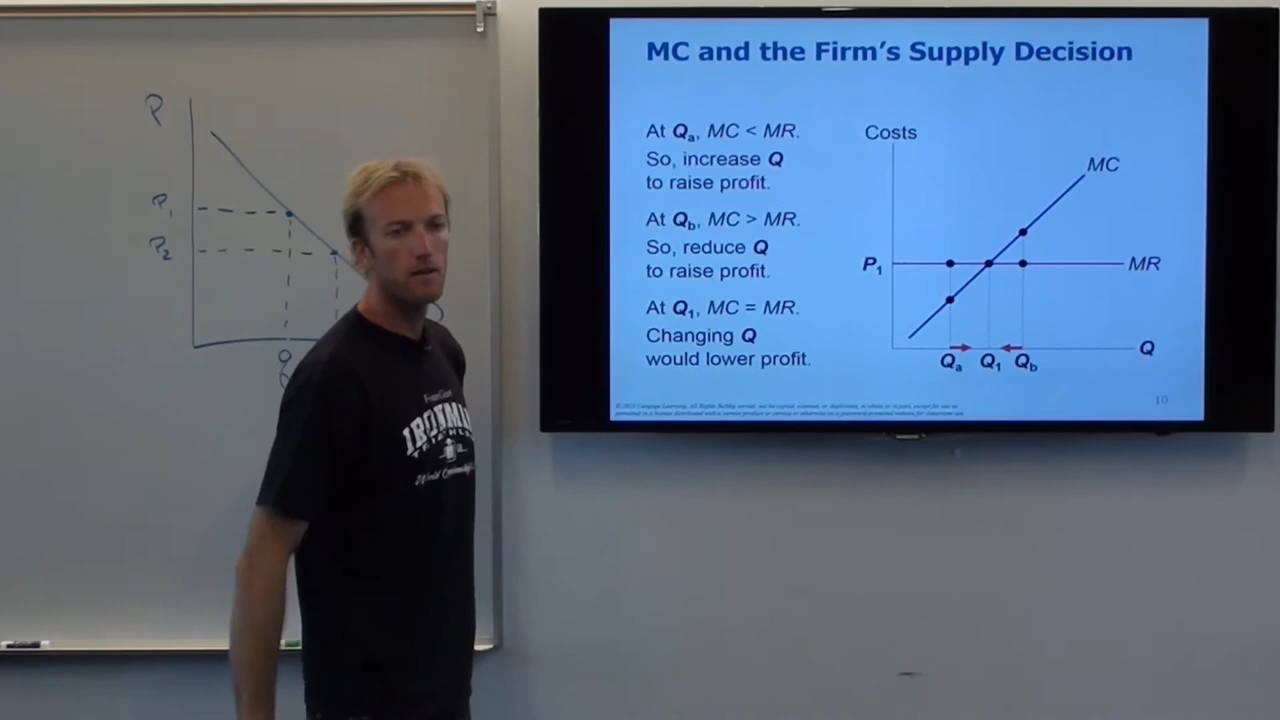 P
P₁
P₂
MC and the Firm's Supply Decision
At Qa, MC < MR.
So, increase Q
to raise profit.
At Qb, MC > MR.
So, reduce Q
to raise profit.
At Q1, MC = MR.
Changing Q
would lower profit.
Costs
MC
P1
MR
Q
Qa Q1 Qb
10
IRONMAN